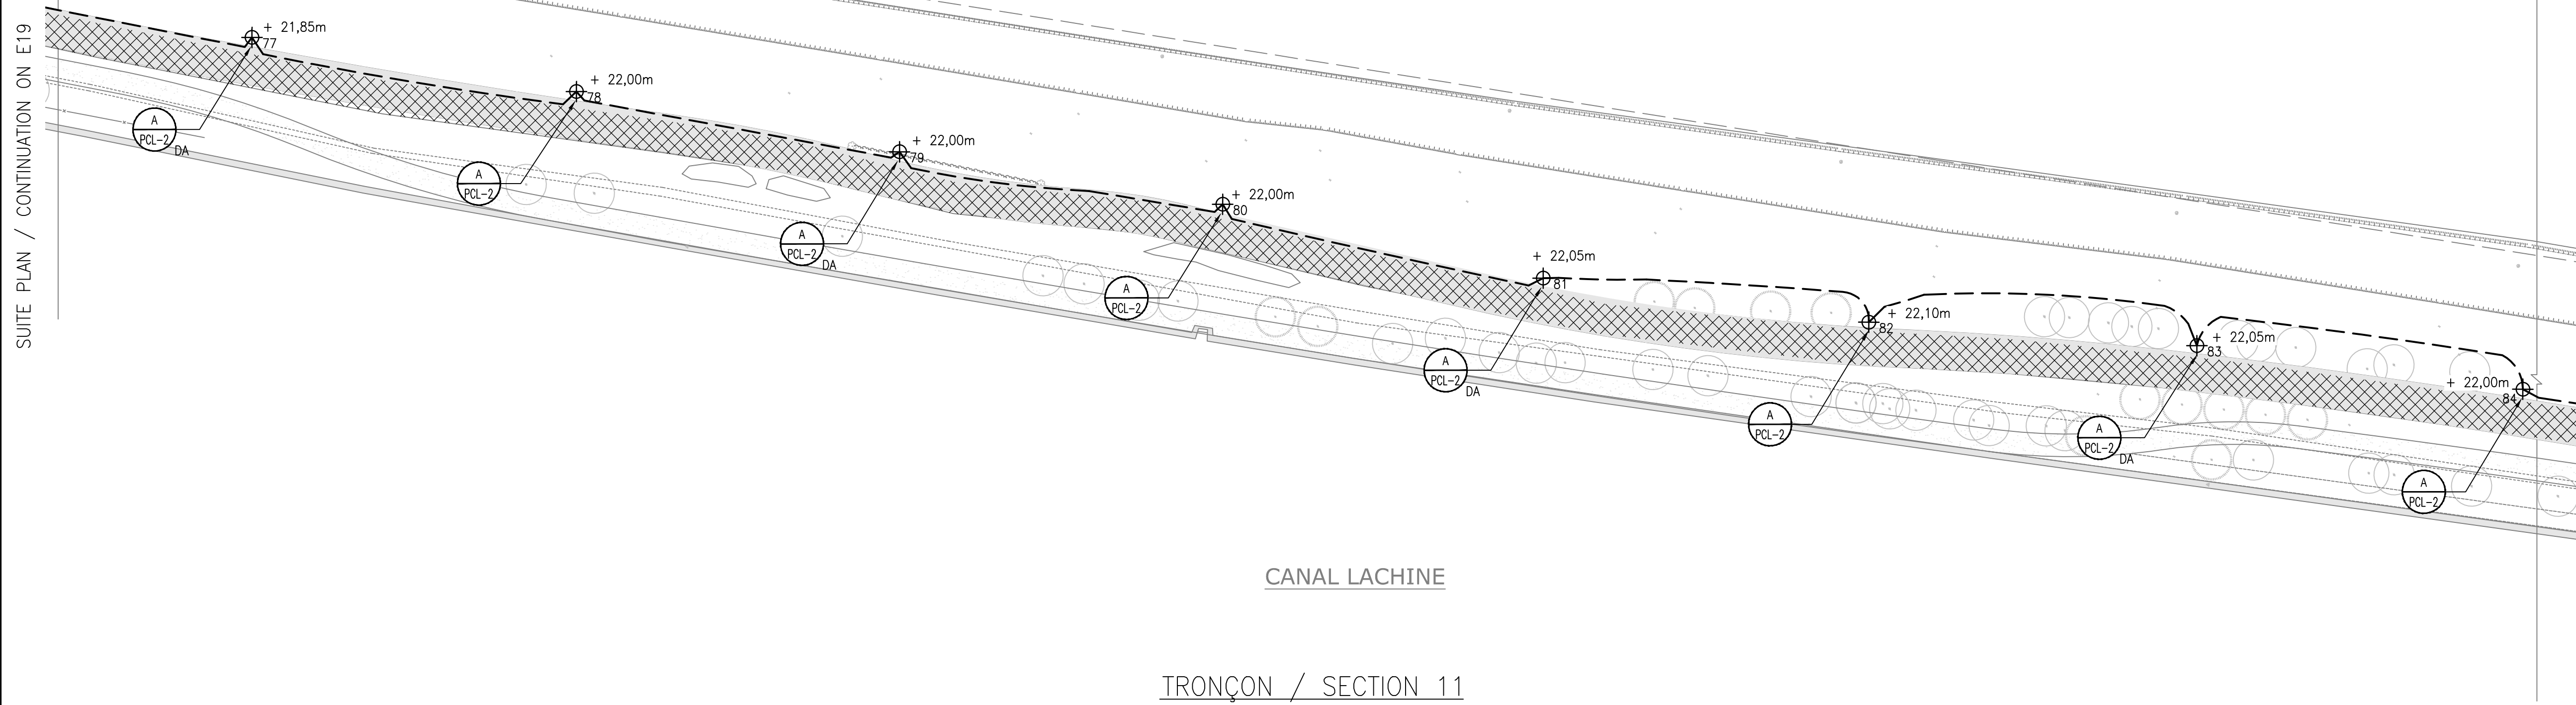 SUITE PLAN / CONTINUATION ON E19
+ 21,85m
77
A
PCL-2
DA
+ 22,00m
78
A
PCL-2
+ 22,00m
79
A
PCL-2
DA
+ 22,00m
80
A
PCL-2
+ 22,05m
81
A
PCL-2
DA
+ 22,10m
82
A
PCL-2
+ 22,05m
83
A
PCL-2
DA
+ 22,00m
84
A
PCL-2
CANAL LACHINE
TRONÇON / SECTION 11